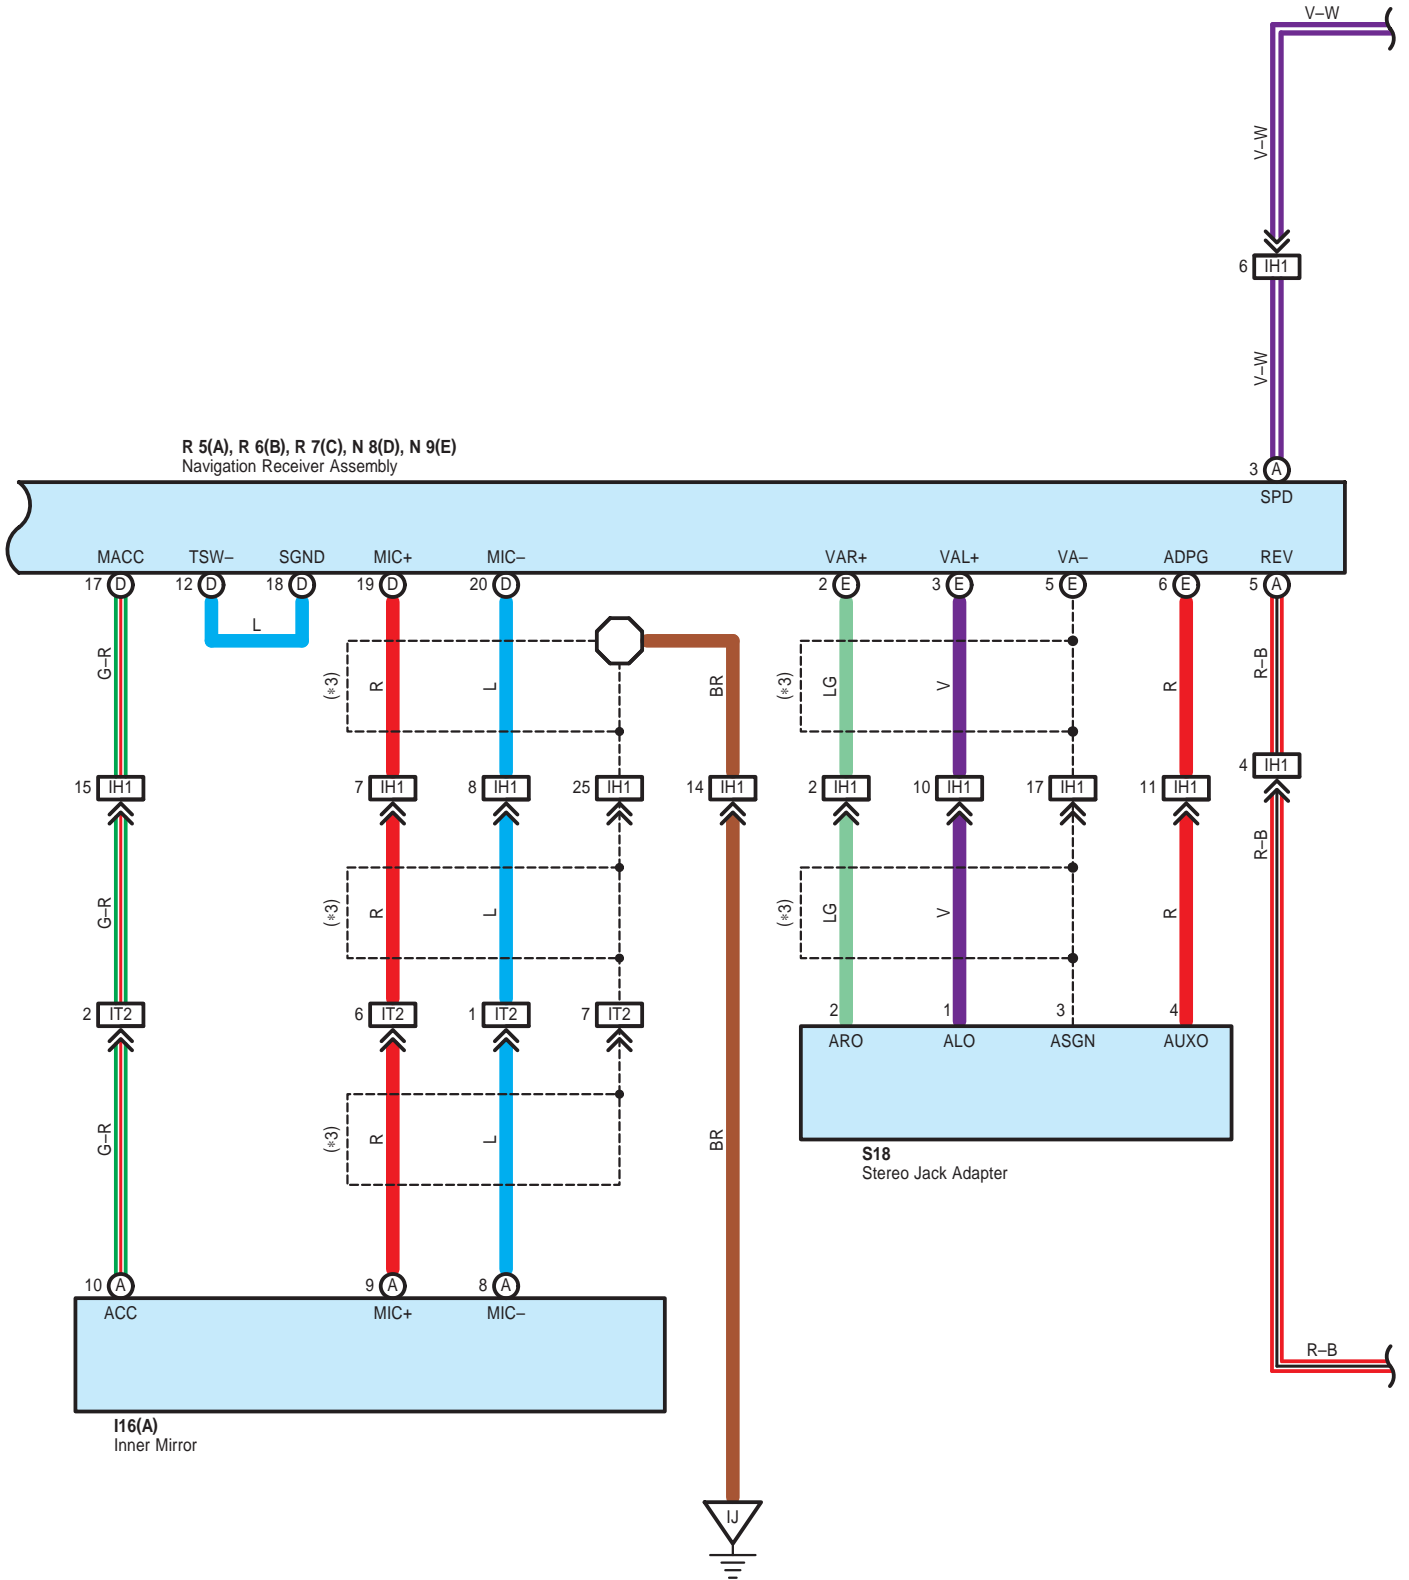 V–W
V–W
6 IH1
V–W
R 5(A), R 6(B), R 7(C), N 8(D), N 9(E)
Navigation Receiver Assembly
3 A
SPD
MACC TSW– SGND MIC+ MIC– VAR+ VAL+ VA– ADPG REV
17 D 12 D 18 D 19 D 20 D 2 E 3 E 5 E 6 E 5 A
L
G–R (*3) R L BR (*3) LG V R R–B
4 IH1
15 IH1 7 IH1 8 IH1 25 IH1 14 IH1 2 IH1 10 IH1 17 IH1 11 IH1
R–B
G–R (*3) R L (*3) LG V R
2 IT2 6 IT2 1 IT2 7 IT2 2 1 3 4
ARO ALO ASGN AUXO
G–R (*3) R L BR
S18
Stereo Jack Adapter
10 A 9 A 8 A
ACC MIC+ MIC–
R–B
I16(A)
Inner Mirror
IJ